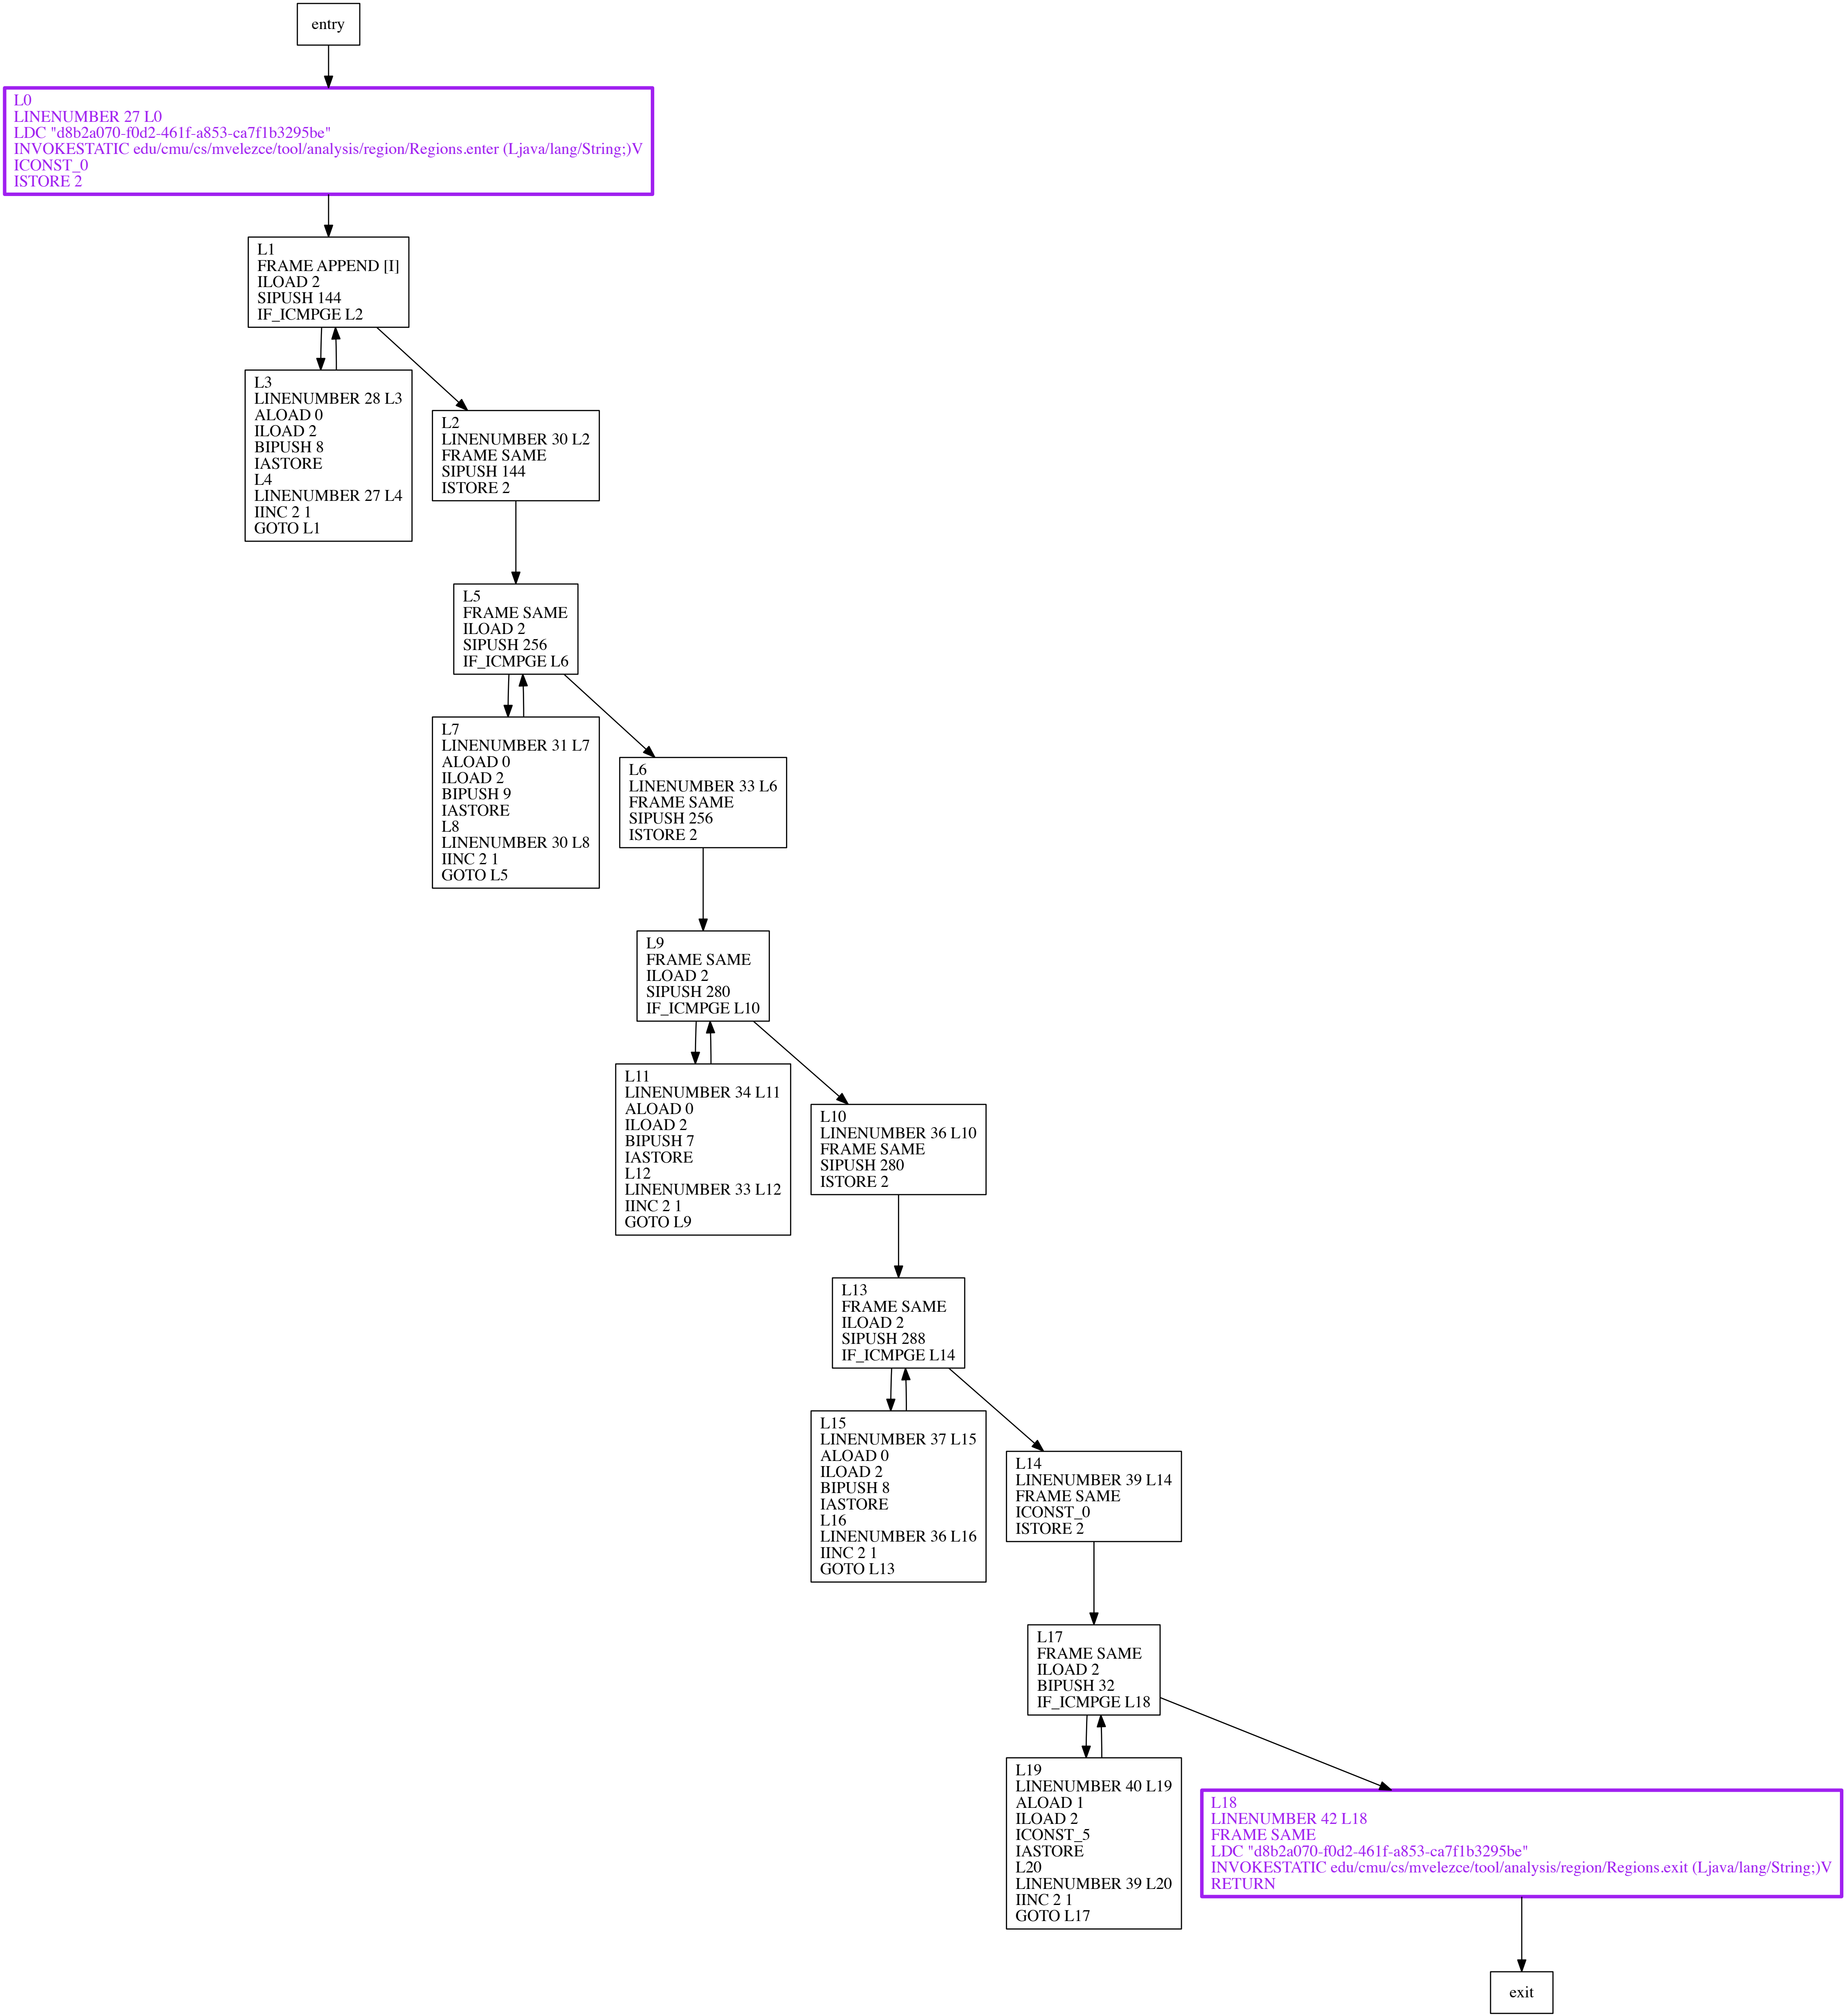 entry
L0
LINENUMBER 27 L0
LDC "d8b2a070-f0d2-461f-a853-ca7f1b3295be"
INVOKESTATIC edu/cmu/cs/mvelezce/tool/analysis/region/Regions.enter (Ljava/lang/String;)V
ICONST_0
ISTORE 2
L1
FRAME APPEND [I]
ILOAD 2
SIPUSH 144
IF_ICMPGE L2
L3
LINENUMBER 28 L3
ALOAD 0
ILOAD 2
BIPUSH 8
IASTORE
L4
LINENUMBER 27 L4
IINC 2 1
GOTO L1
L2
LINENUMBER 30 L2
FRAME SAME
SIPUSH 144
ISTORE 2
L5
FRAME SAME
ILOAD 2
SIPUSH 256
IF_ICMPGE L6
L7
LINENUMBER 31 L7
ALOAD 0
ILOAD 2
BIPUSH 9
IASTORE
L8
LINENUMBER 30 L8
IINC 2 1
GOTO L5
L6
LINENUMBER 33 L6
FRAME SAME
SIPUSH 256
ISTORE 2
L9
FRAME SAME
ILOAD 2
SIPUSH 280
IF_ICMPGE L10
L11
LINENUMBER 34 L11
ALOAD 0
ILOAD 2
BIPUSH 7
IASTORE
L12
LINENUMBER 33 L12
IINC 2 1
GOTO L9
L10
LINENUMBER 36 L10
FRAME SAME
SIPUSH 280
ISTORE 2
L13
FRAME SAME
ILOAD 2
SIPUSH 288
IF_ICMPGE L14
L15
LINENUMBER 37 L15
ALOAD 0
ILOAD 2
BIPUSH 8
IASTORE
L16
LINENUMBER 36 L16
IINC 2 1
GOTO L13
L14
LINENUMBER 39 L14
FRAME SAME
ICONST_0
ISTORE 2
L17
FRAME SAME
ILOAD 2
BIPUSH 32
IF_ICMPGE L18
L19
LINENUMBER 40 L19
ALOAD 1
ILOAD 2
ICONST_5
IASTORE
L20
LINENUMBER 39 L20
IINC 2 1
GOTO L17
L18
LINENUMBER 42 L18
FRAME SAME
LDC "d8b2a070-f0d2-461f-a853-ca7f1b3295be"
INVOKESTATIC edu/cmu/cs/mvelezce/tool/analysis/region/Regions.exit (Ljava/lang/String;)V
RETURN
exit